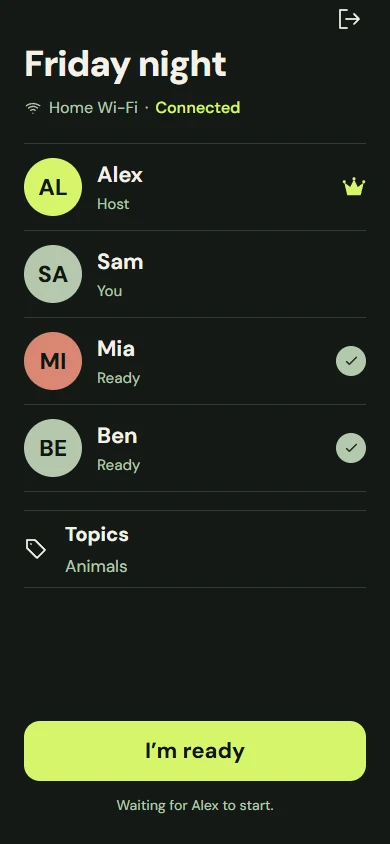 Friday night
Home Wi-Fi · Connected
AL
Alex
Host
SA
Sam
You
MI
Mia
Ready
BE
Ben
Ready
Topics
Animals
I’m ready
Waiting for Alex to start.